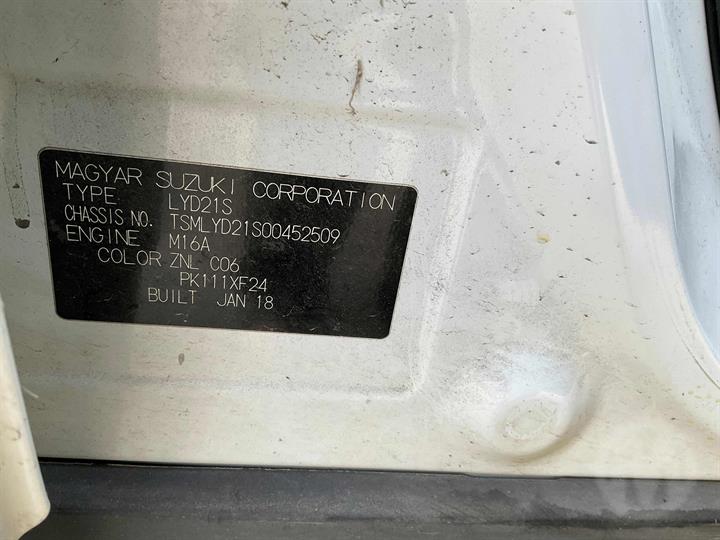 MAGYAR SUZUKI CORPORATION
TYPE LYD21S
CHASSIS NO. TSMLYD21S00452509
ENGINE M16A
COLOR ZNL C06
PK111XF24
BUILT JAN 18